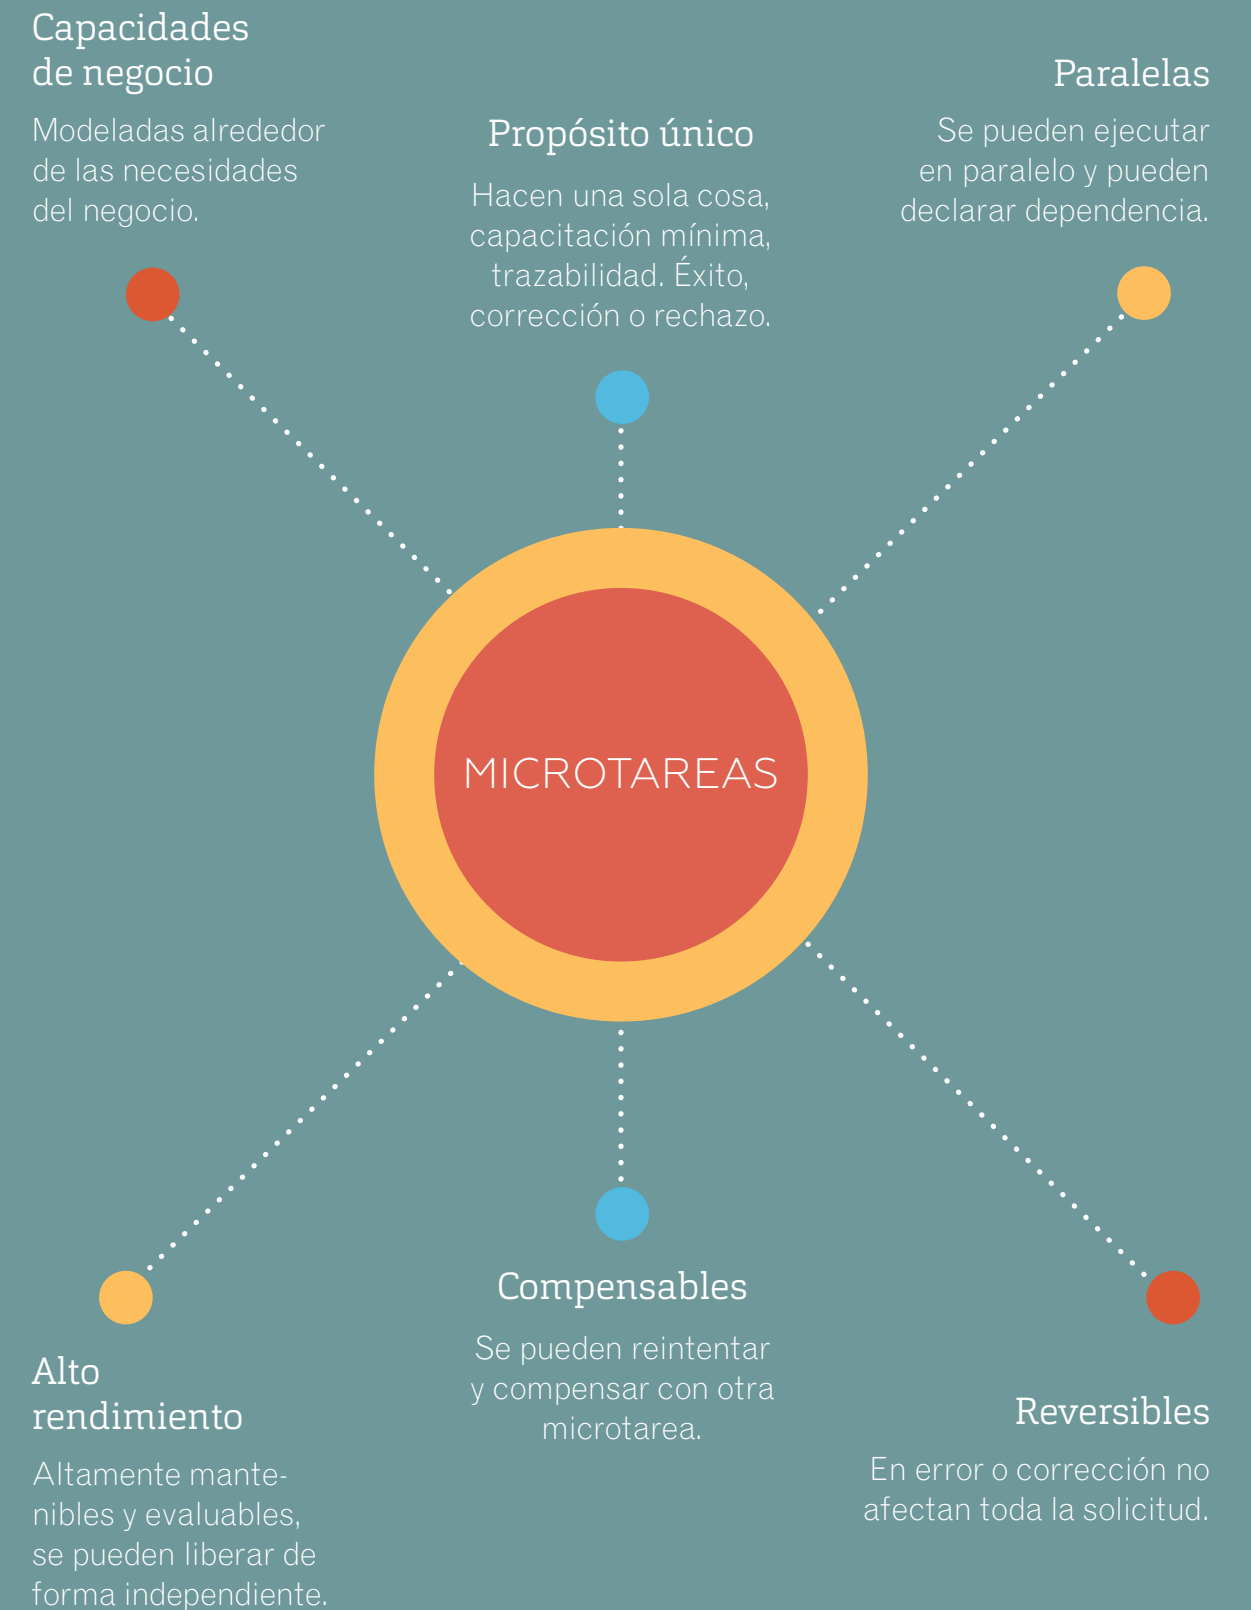 Capacidades
de negocio
Modeladas alrededor
de las necesidades
del negocio.
Propósito único
Hacen una sola cosa,
capacitación mínima,
trazabilidad. Éxito,
corrección o rechazo.
Paralelas
Se pueden ejecutar
en paralelo y pueden
declarar dependencia.
MICROTAREAS
Alto
rendimiento
Altamente mante-
nibles y evaluables,
se pueden liberar de
forma independiente.
Compensables
Se pueden reintentar
y compensar con otra
microtarea.
Reversibles
En error o corrección no
afectan toda la solicitud.